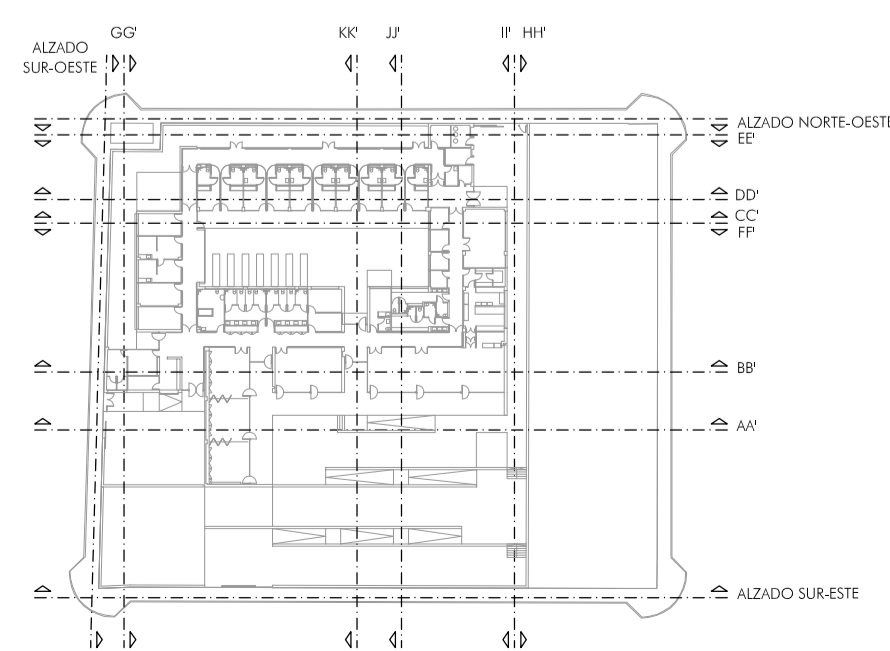 GG'
KK'
JJ'
II'
HH'
ALZADO
SUR-OESTE
ALZADO NORTE-OESTE
EE'
DD'
CC'
FF'
BB'
AA'
ALZADO SUR-ESTE